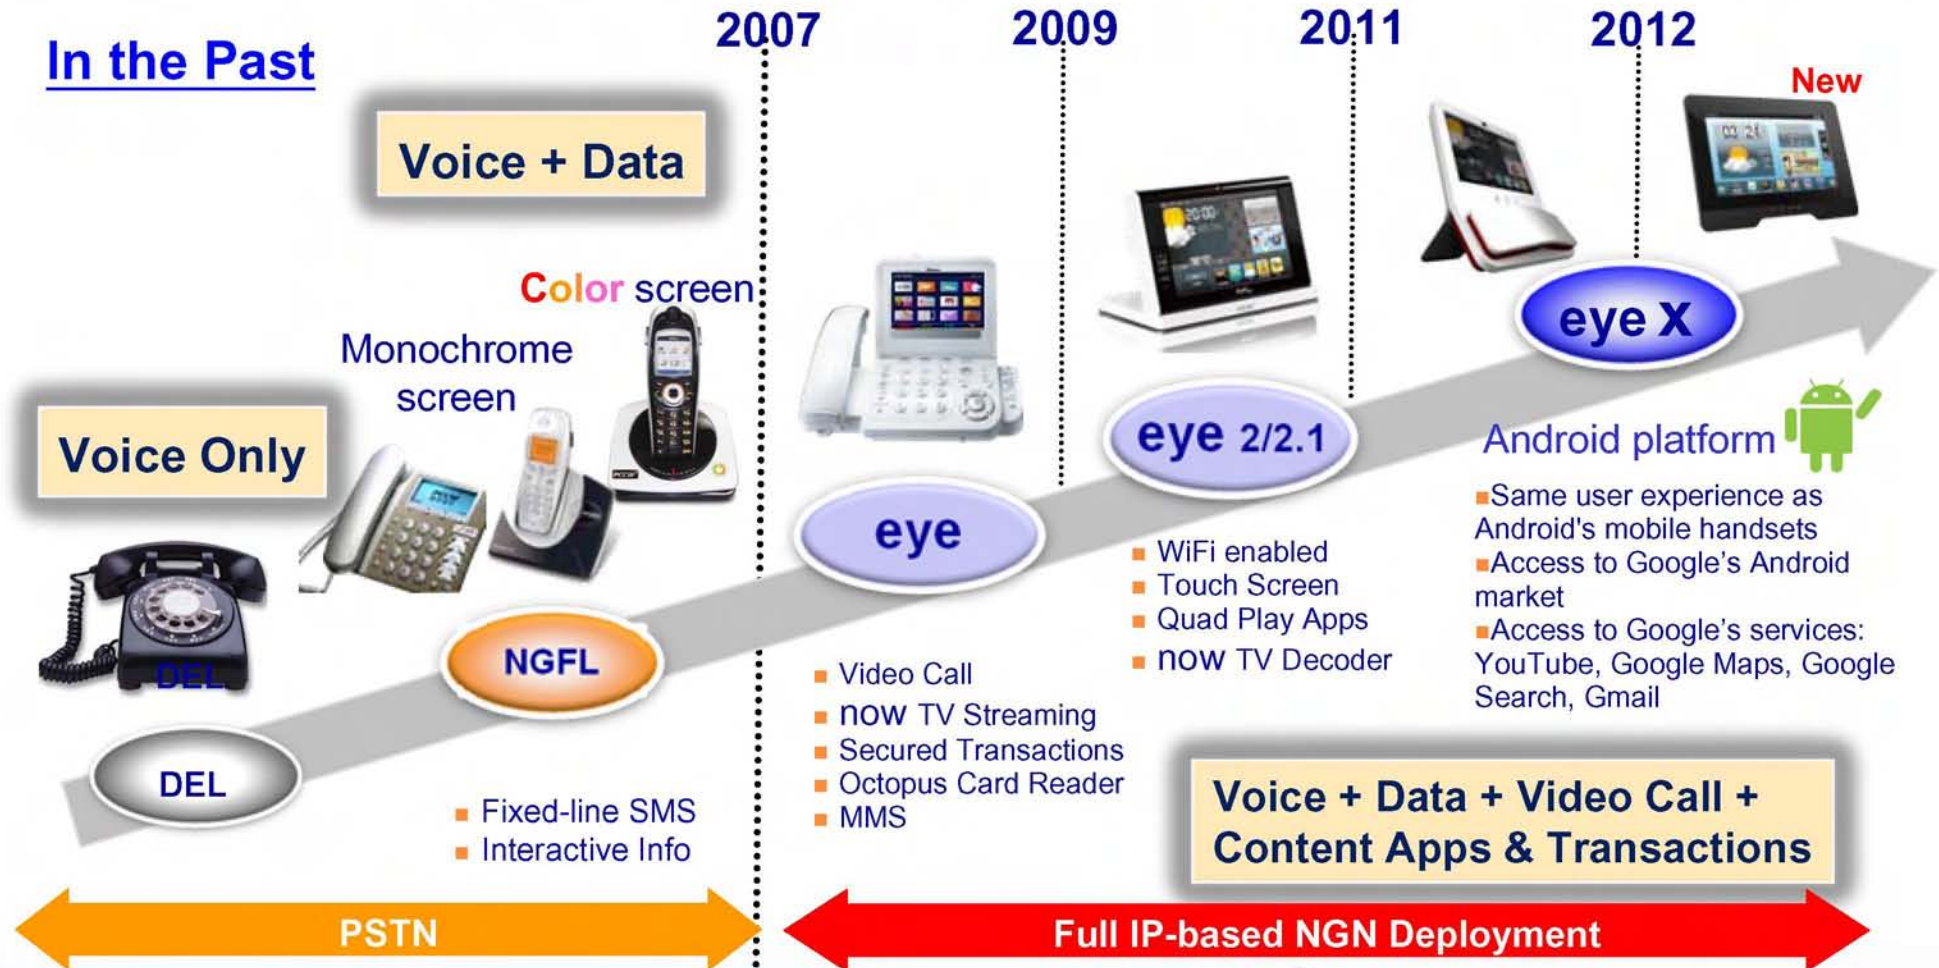 In the Past
2007
2009
2011
2012
New
Voice + Data
Color screen
Monochrome
screen
Voice Only
DEL
DEL
NGFL
eye
eye 2/2.1
eye X
Fixed-line SMS
Interactive Info
Video Call
now TV Streaming
Secured Transactions
Octopus Card Reader
MMS
WiFi enabled
Touch Screen
Quad Play Apps
now TV Decoder
Android platform
Same user experience as
Android's mobile handsets
Access to Google’s Android
market
Access to Google’s services:
YouTube, Google Maps, Google
Search, Gmail
Voice + Data + Video Call +
Content Apps & Transactions
PSTN
Full IP-based NGN Deployment
20:00